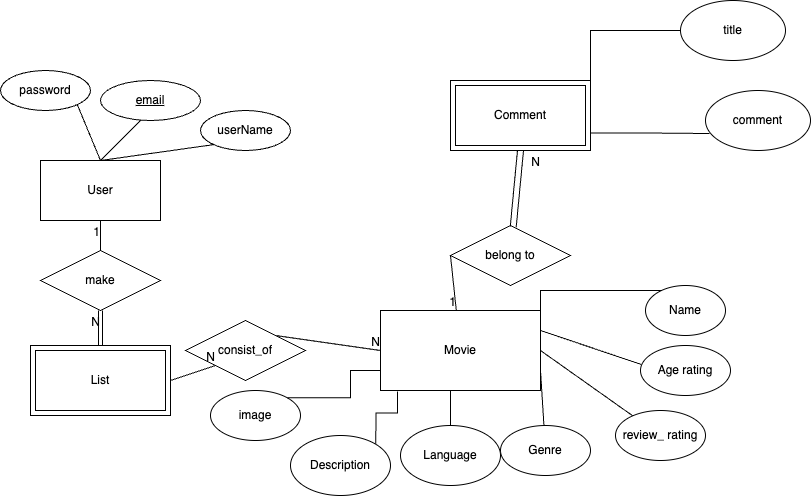 title
password
email
Comment
comment
userName
N
User
1
belong to
make
1
Name
N
N
consist_of
N
Movie
List
Age rating
image
review_ rating
Description
Language
Genre